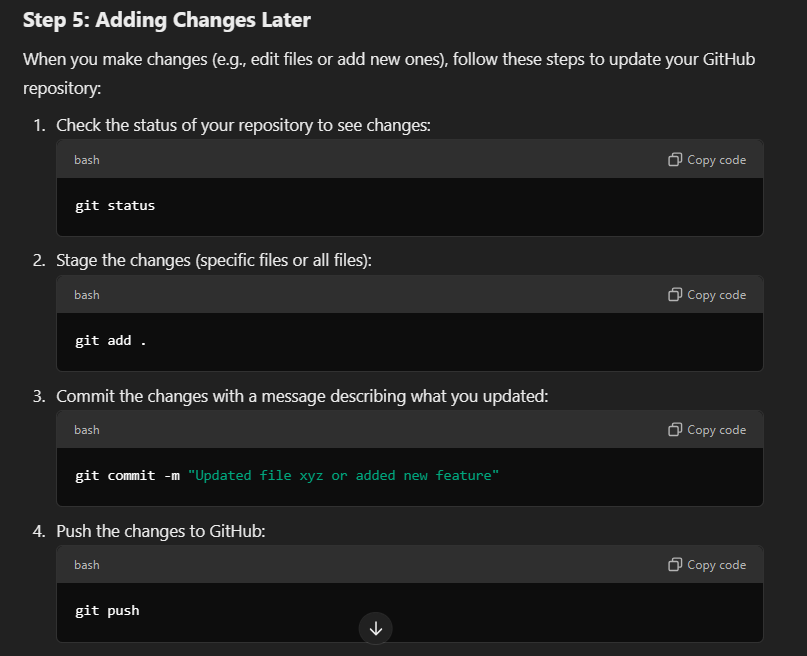 Step 5: Adding Changes Later
When you make changes (e.g., edit files or add new ones), follow these steps to update your GitHub
repository:
1. Check the status of your repository to see changes:
bash Copy code
git status
2. Stage the changes (specific files or all files):
bash Copy code
git add .
3. Commit the changes with a message describing what you updated:
bash Copy code
git commit -m "Updated file xyz or added new feature"
4. Push the changes to GitHub:
bash Copy code
git push